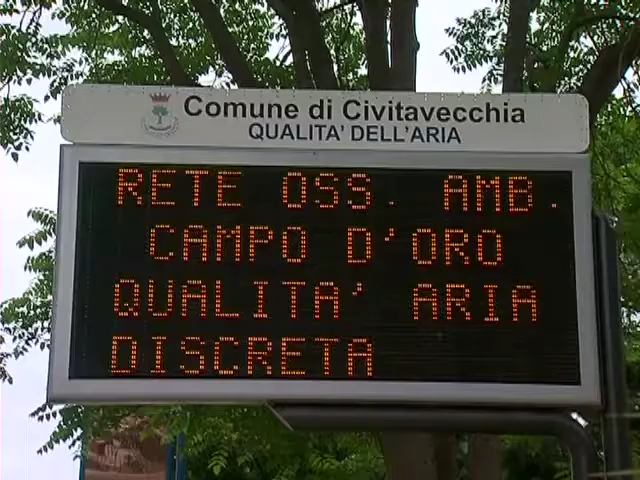 Comune di Civitavecchia
QUALITA' DELL'ARIA
RETE OSS. AMB.
CAMPO D'ORO
QUALITA' ARIA
DISCRETA